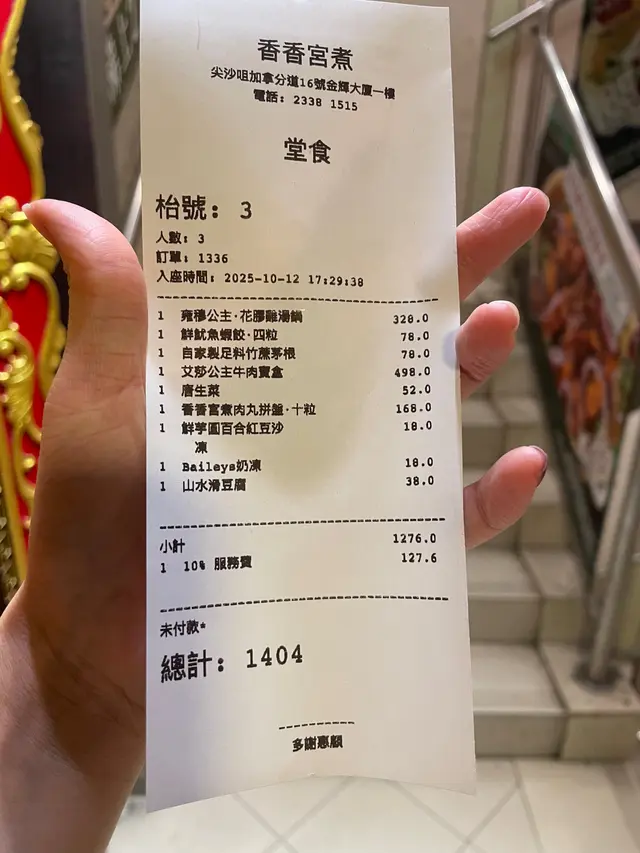 香香宮煮
尖沙咀加拿分道16號金輝大廈一樓
電話: 2338 1515
堂食
枱號: 3
人數: 3
訂單: 1336
入座時間: 2025-10-12 17:29:38
1 雍穆公主·花膠雞湯鍋 328.0
1 鮮魷魚蝦餃·四粒 78.0
1 自家製足料竹蔗茅根 78.0
1 艾莎公主牛肉寶盒 498.0
1 唐生菜 52.0
1 香香宮煮肉丸拼盤·十粒 168.0
1 鮮芋圓百合紅豆沙 18.0
凍
1 Baileys奶凍 18.0
1 山水滑豆腐 38.0
小計 1276.0
1 10% 服務費 127.6
未付款*
總計: 1404
多謝惠顧